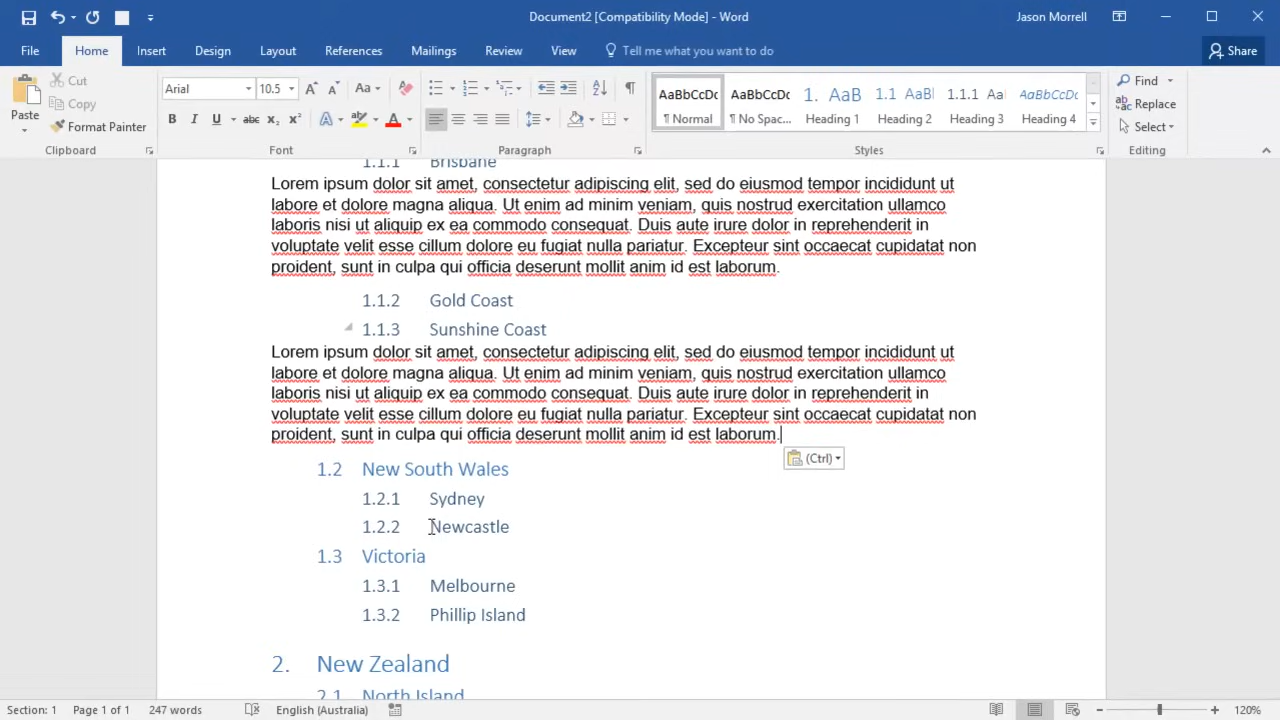 Document2 [Compatibility Mode] - Word
Jason Morrell
File Home Insert Design Layout References Mailings Review View Tell me what you want to do Share
Paste
Cut
Copy
Format Painter
Clipboard
Arial 10.5
Font
Paragraph
AaBbCcDc AaBbCcDc 1. AaB 1.1 AaBl 1.1.1 Aa AaBbCcDc
¶ Normal ¶ No Spac... Heading 1 Heading 2 Heading 3 Heading 4
Styles
Find
Replace
Select
Editing
1.1.1 Brisbane
Lorem ipsum dolor sit amet, consectetur adipiscing elit, sed do eiusmod tempor incididunt ut
labore et dolore magna aliqua. Ut enim ad minim veniam, quis nostrud exercitation ullamco
laboris nisi ut aliquip ex ea commodo consequat. Duis aute irure dolor in reprehenderit in
voluptate velit esse cillum dolore eu fugiat nulla pariatur. Excepteur sint occaecat cupidatat non
proident, sunt in culpa qui officia deserunt mollit anim id est laborum.
1.1.2 Gold Coast
1.1.3 Sunshine Coast
Lorem ipsum dolor sit amet, consectetur adipiscing elit, sed do eiusmod tempor incididunt ut
labore et dolore magna aliqua. Ut enim ad minim veniam, quis nostrud exercitation ullamco
laboris nisi ut aliquip ex ea commodo consequat. Duis aute irure dolor in reprehenderit in
voluptate velit esse cillum dolore eu fugiat nulla pariatur. Excepteur sint occaecat cupidatat non
proident, sunt in culpa qui officia deserunt mollit anim id est laborum.
(Ctrl)
1.2 New South Wales
1.2.1 Sydney
1.2.2 Newcastle
1.3 Victoria
1.3.1 Melbourne
1.3.2 Phillip Island
2. New Zealand
2.1 North Island
Section: 1 Page 1 of 1 247 words English (Australia) 120%